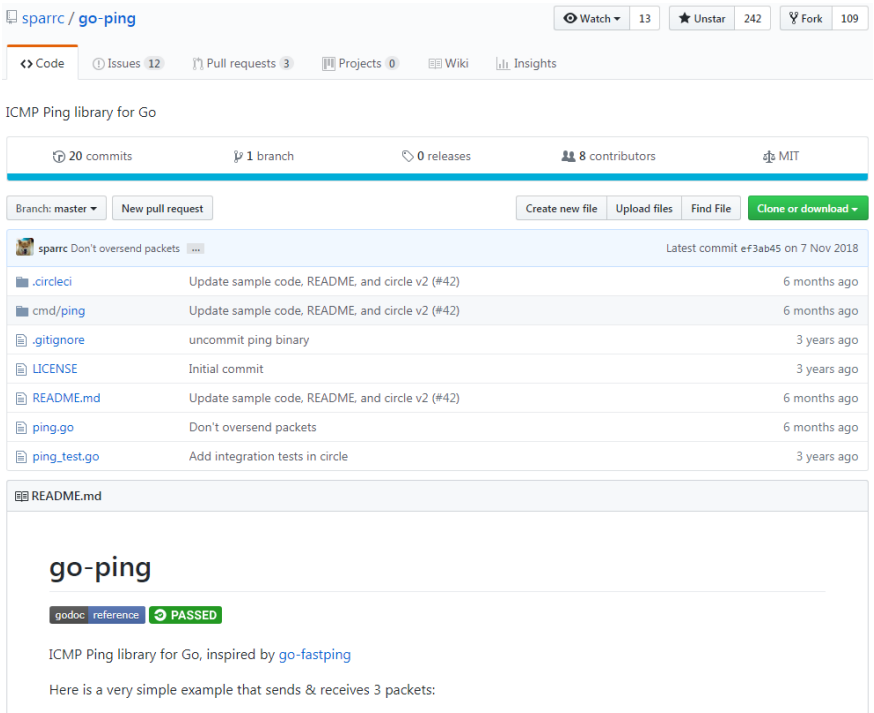 sparrc / go-ping Watch 13 Unstar 242 Fork 109
Code Issues 12 Pull requests 3 Projects 0 Wiki Insights
ICMP Ping library for Go
20 commits 1 branch 0 releases 8 contributors MIT
Branch: master New pull request Create new file Upload files Find File Clone or download
sparrc Don't oversend packets ... Latest commit ef3ab45 on 7 Nov 2018
.circleci Update sample code, README, and circle v2 (#42) 6 months ago
cmd/ping Update sample code, README, and circle v2 (#42) 6 months ago
.gitignore uncommit ping binary 3 years ago
LICENSE Initial commit 3 years ago
README.md Update sample code, README, and circle v2 (#42) 6 months ago
ping.go Don't oversend packets 6 months ago
ping_test.go Add integration tests in circle 3 years ago
README.md
go-ping
godoc reference PASSED
ICMP Ping library for Go, inspired by go-fastping
Here is a very simple example that sends & receives 3 packets: